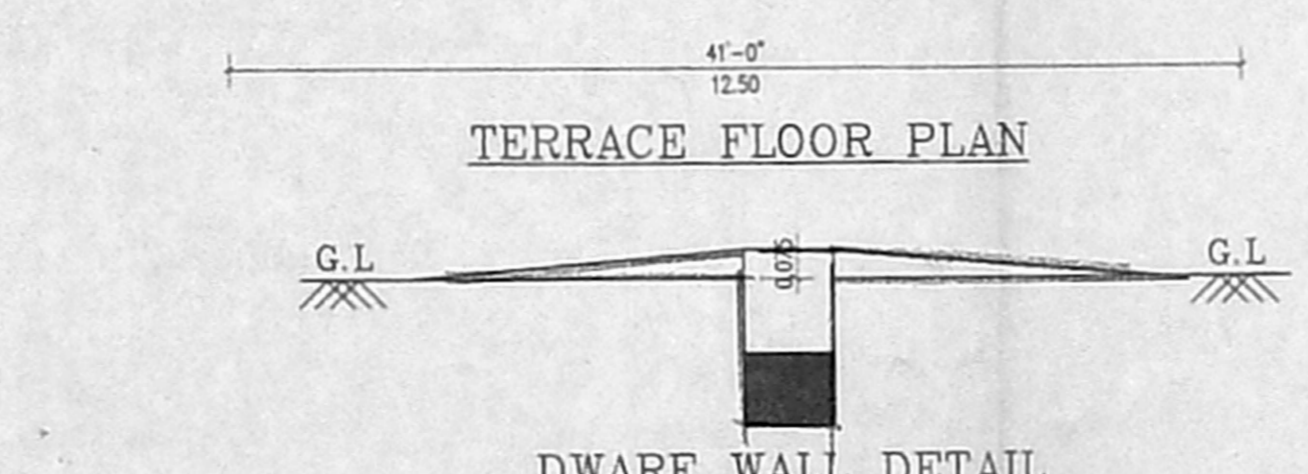 41'-0"
12.50
TERRACE FLOOR PLAN
G.L
G.L
0.075
DWARF WALL DETAIL